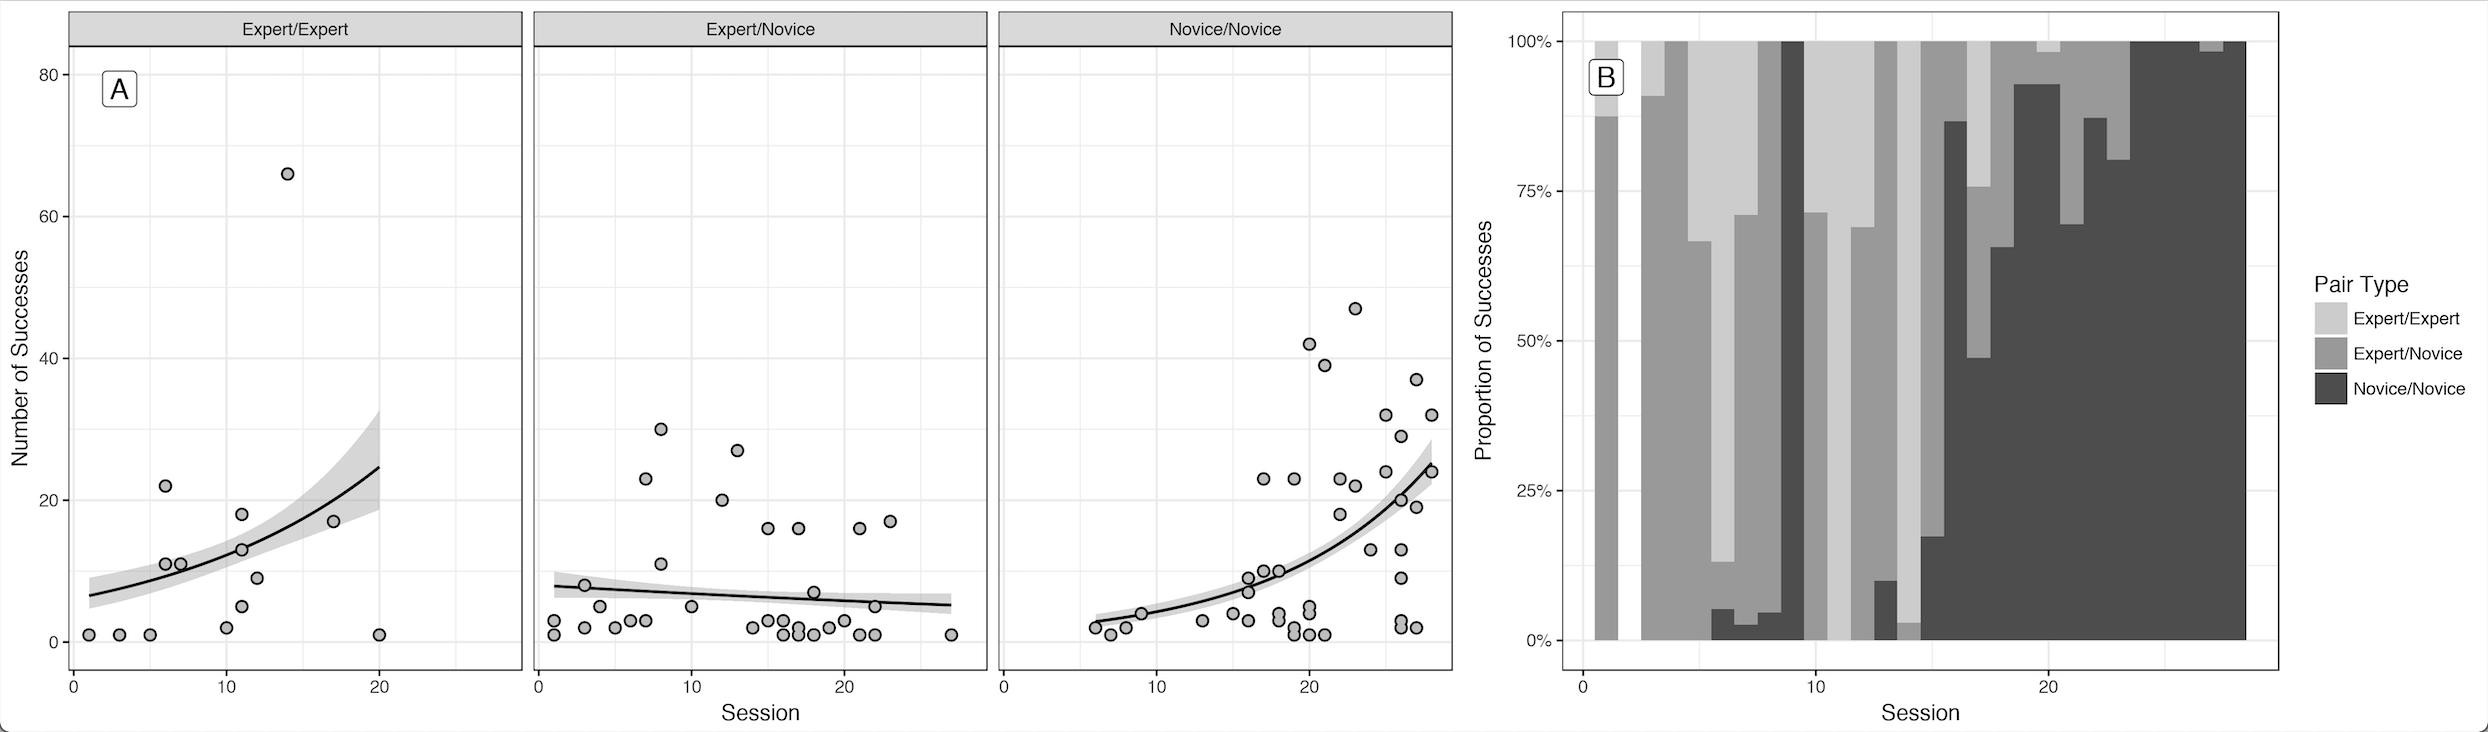 Expert/Expert
Expert/Novice
Novice/Novice
A
80
60
40
20
0
Number of Successes
0
10
20
0
10
20
0
10
20
Session
B
100%
75%
50%
25%
0%
Proportion of Successes
0
10
20
Session
Pair Type
Expert/Expert
Expert/Novice
Novice/Novice